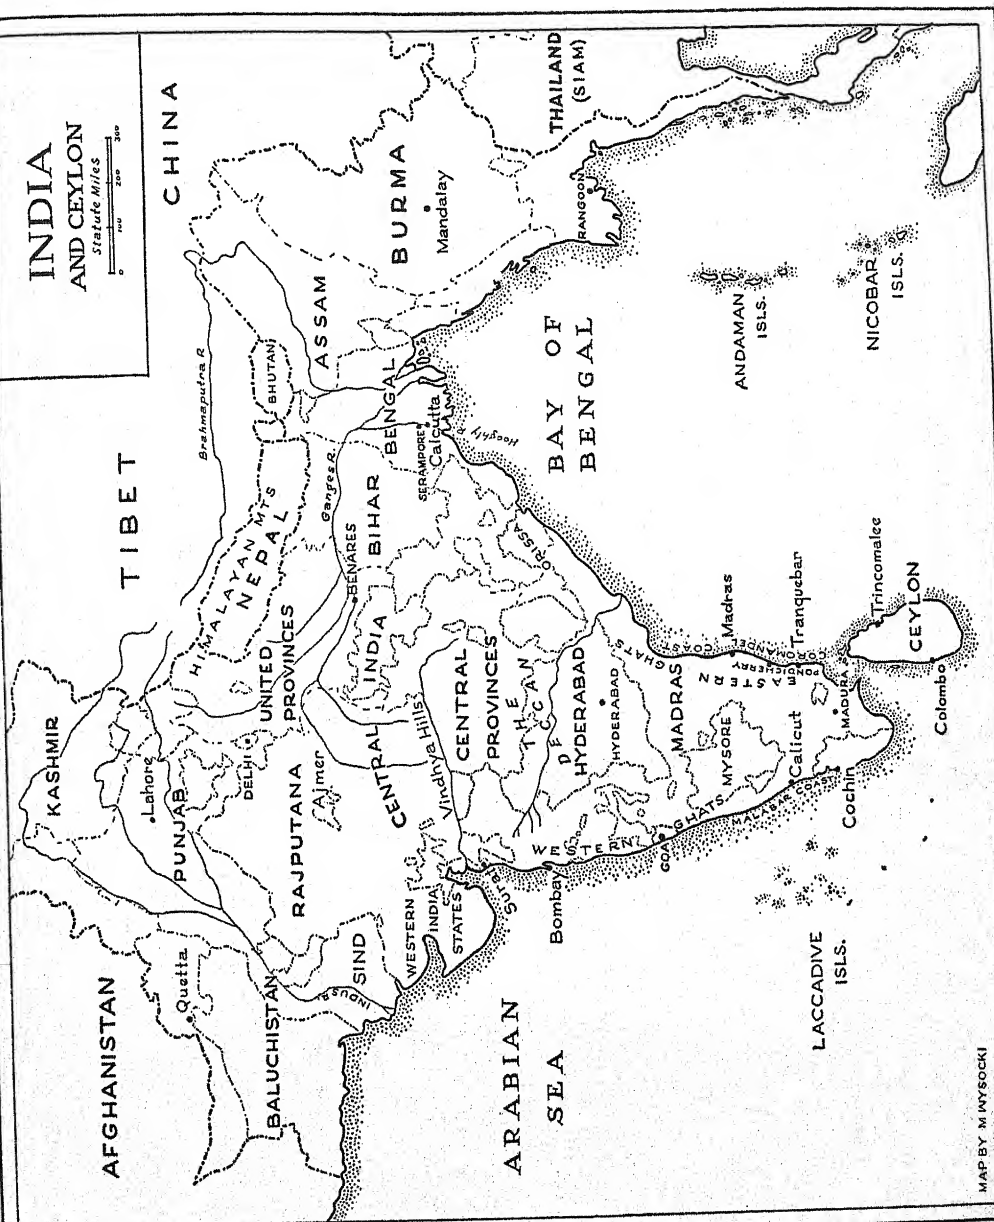 INDIA
AND CEYLON
Statute Miles
0 100 200 300
CHINA
TIBET
AFGHANISTAN
KASHMIR
Quetta
Lahore
PUNJAB
BALUCHISTAN
INDUS R.
SIND
RAJPUTANA
Ajmer
DELHI
UNITED
PROVINCES
HIMALAYAN MTS
NEPAL
Brahmaputra R.
BHUTAN
ASSAM
BURMA
Mandalay
THAILAND
(SIAM)
RANGOON
Ganges R.
BENARES
BIHAR
BENGAL
SERAMPORE
Calcutta
Hooghly R.
CENTRAL INDIA
Vindhya Hills
WESTERN
INDIA
STATES
Surat
CENTRAL
PROVINCES
ORISSA
THE
DECCAN
HYDERABAD
HYDERABAD
Bombay
WESTERN GHATS
GOA
MALABAR COAST
MADRAS
MYSORE
EASTERN GHATS
COROMANDEL COAST
Madras
PONDICHERRY
Tranquebar
Calicut
Cochin
MADURA
Trincomalee
CEYLON
Colombo
ARABIAN
SEA
BAY OF
BENGAL
ANDAMAN
ISLS.
NICOBAR
ISLS.
LACCADIVE
ISLS.
MAP BY M WYSOCKI